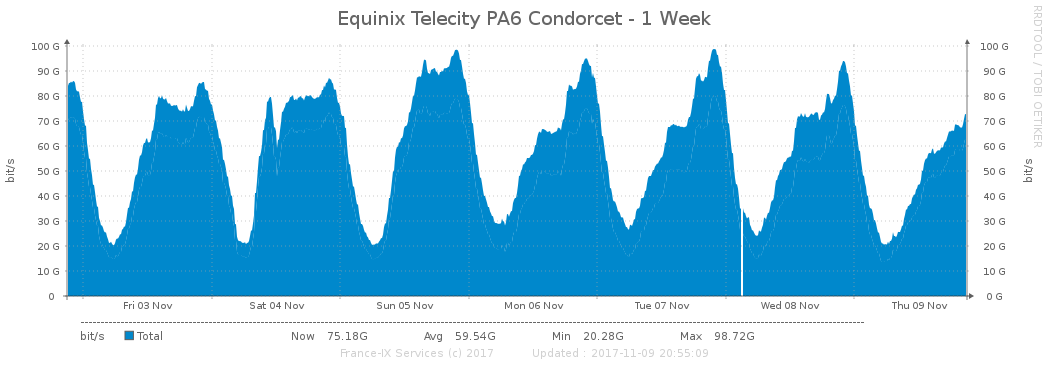 Equinix Telecity PA6 Condorcet - 1 Week
RRDTOOL / TOBI OETIKER
100 G 100 G
90 G 90 G
80 G 80 G
70 G 70 G
60 G 60 G
50 G 50 G
40 G 40 G
30 G 30 G
20 G 20 G
10 G 10 G
0 0 G
bit/s bit/s
Fri 03 Nov Sat 04 Nov Sun 05 Nov Mon 06 Nov Tue 07 Nov Wed 08 Nov Thu 09 Nov
bit/s Total Now 75.18G Avg 59.54G Min 20.28G Max 98.72G
France-IX Services (c) 2017 Updated : 2017-11-09 20:55:09